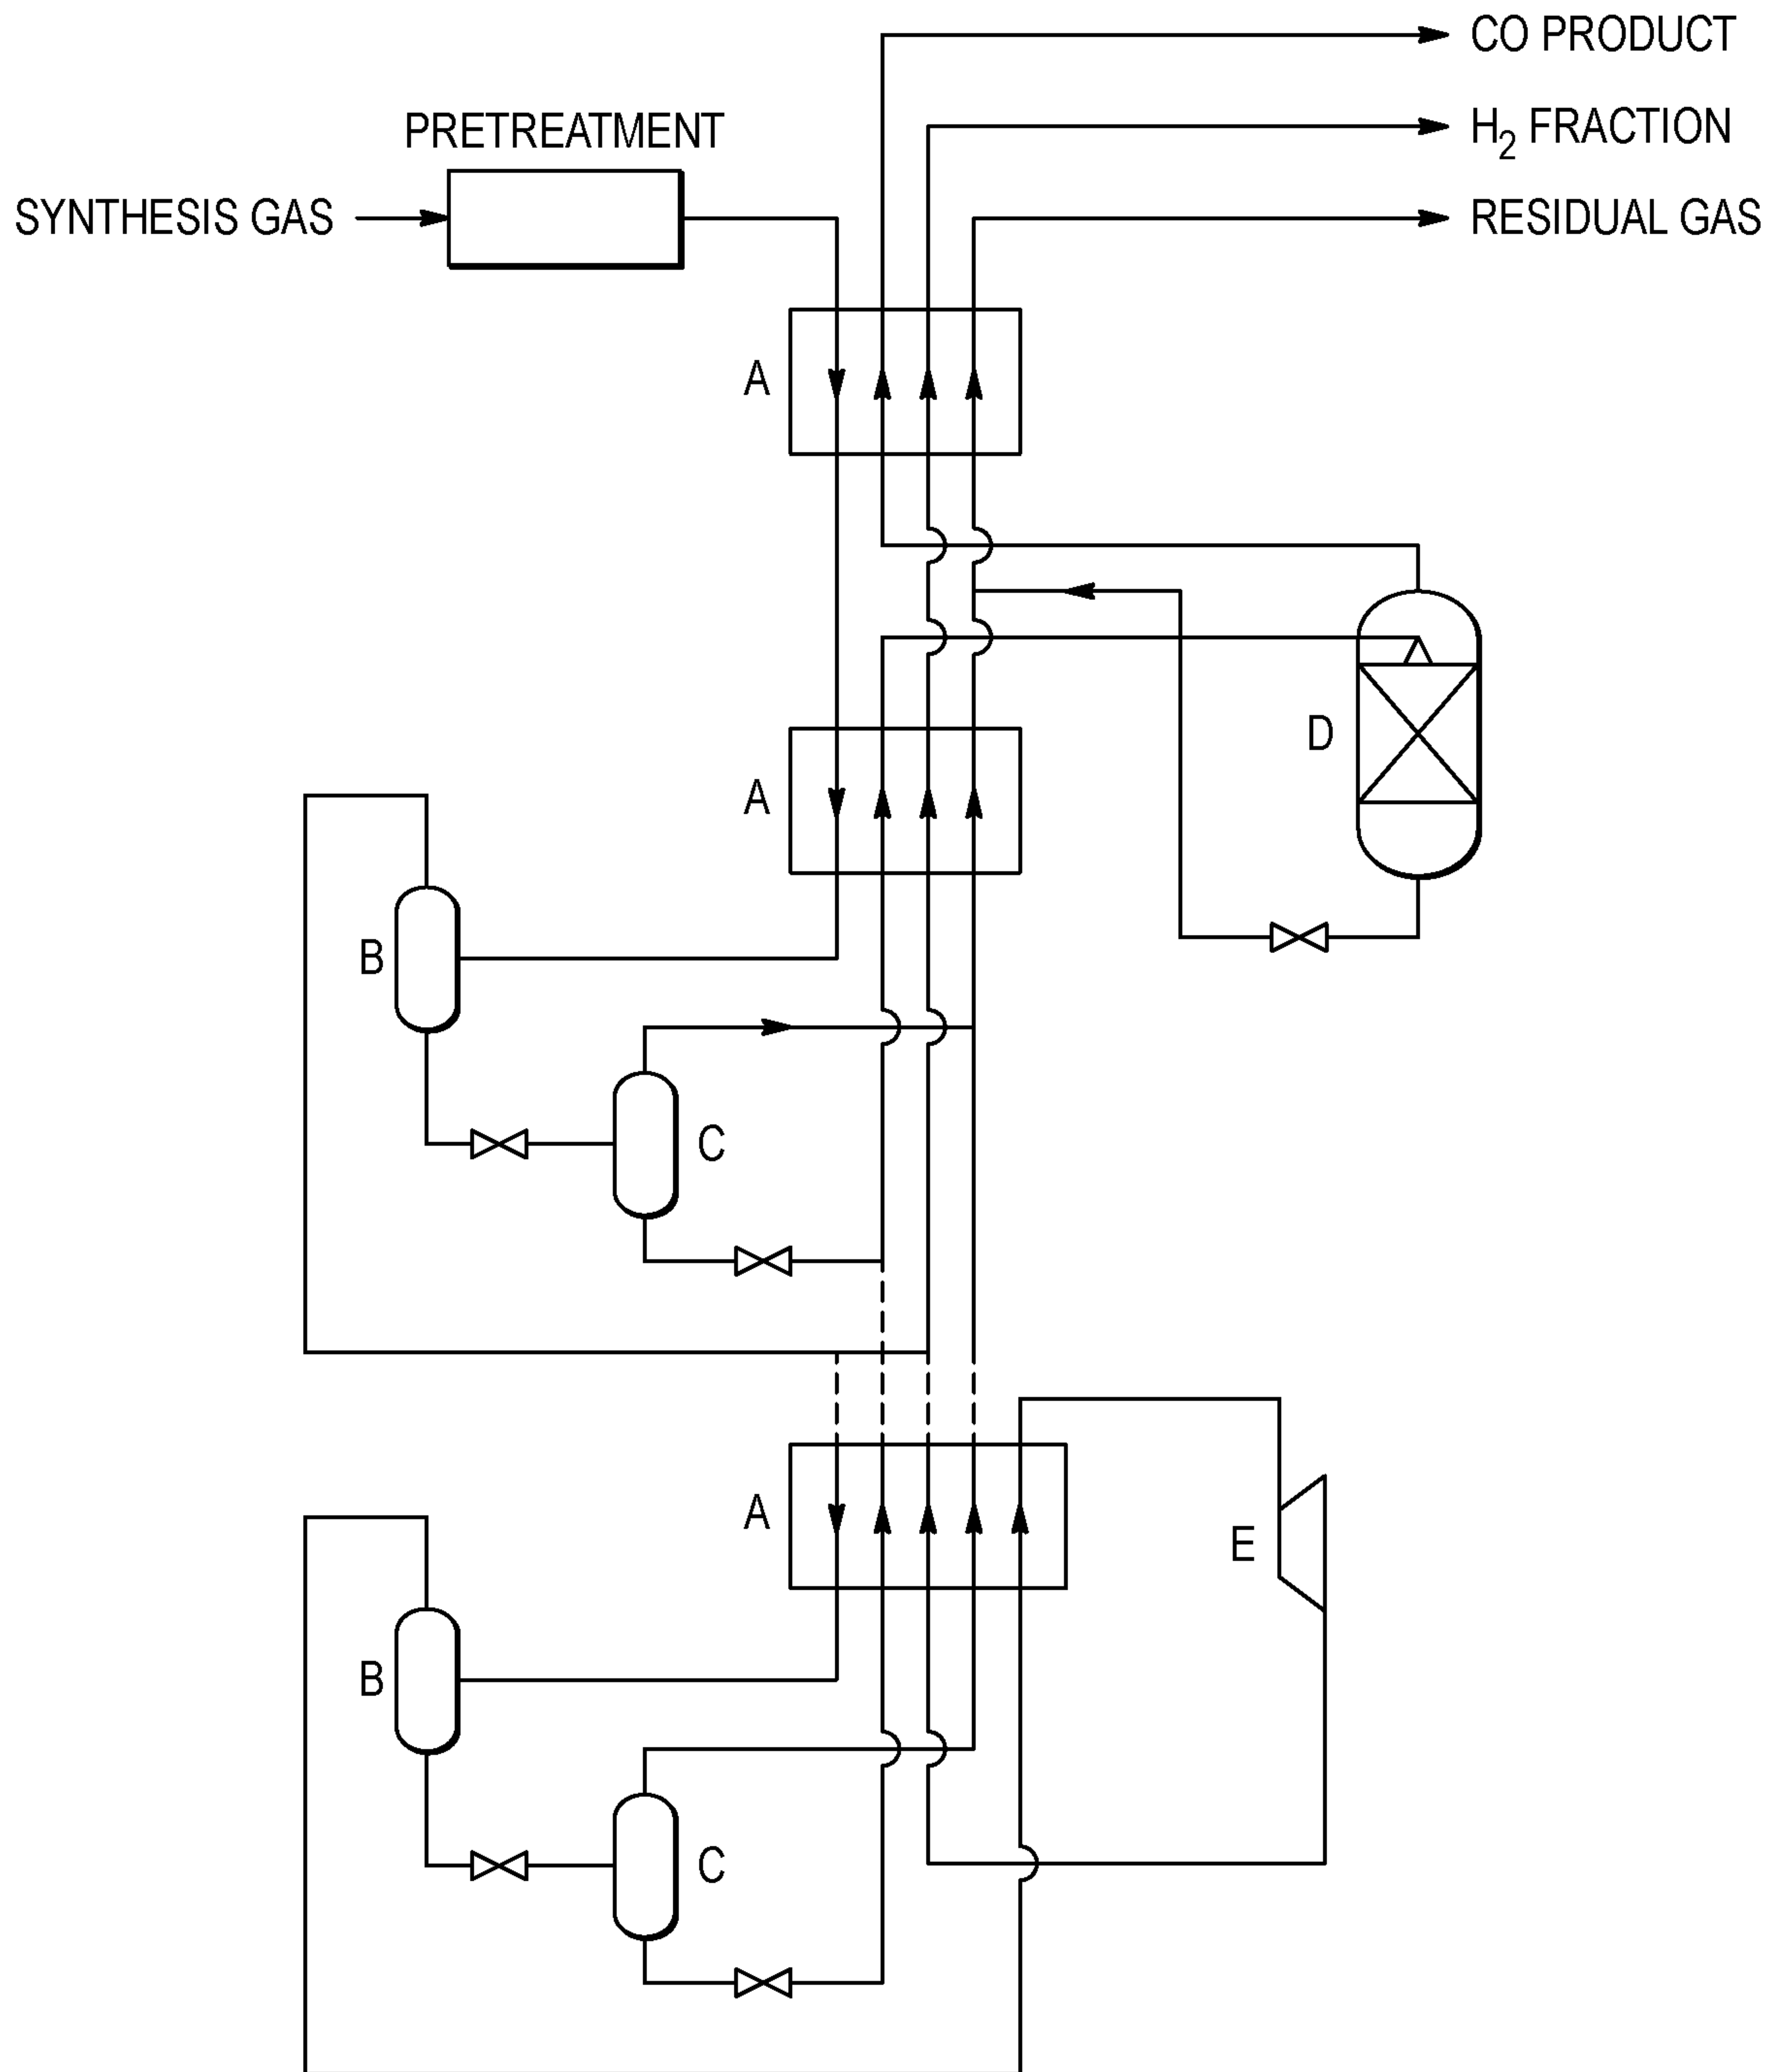 CO PRODUCT
PRETREATMENT
H₂ FRACTION
SYNTHESIS GAS
RESIDUAL GAS
A
D
A
B
C
A
E
B
C